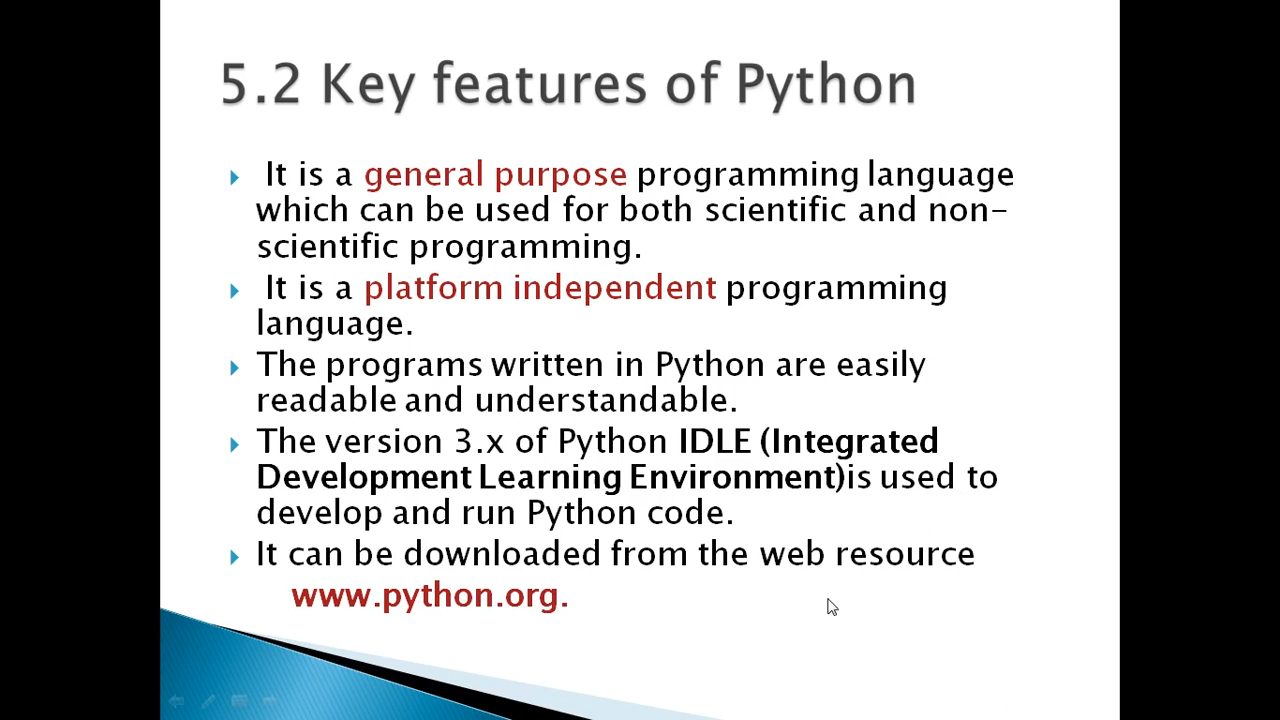 5.2 Key features of Python
It is a general purpose programming language
which can be used for both scientific and non-
scientific programming.
It is a platform independent programming
language.
The programs written in Python are easily
readable and understandable.
The version 3.x of Python IDLE (Integrated
Development Learning Environment)is used to
develop and run Python code.
It can be downloaded from the web resource
www.python.org.